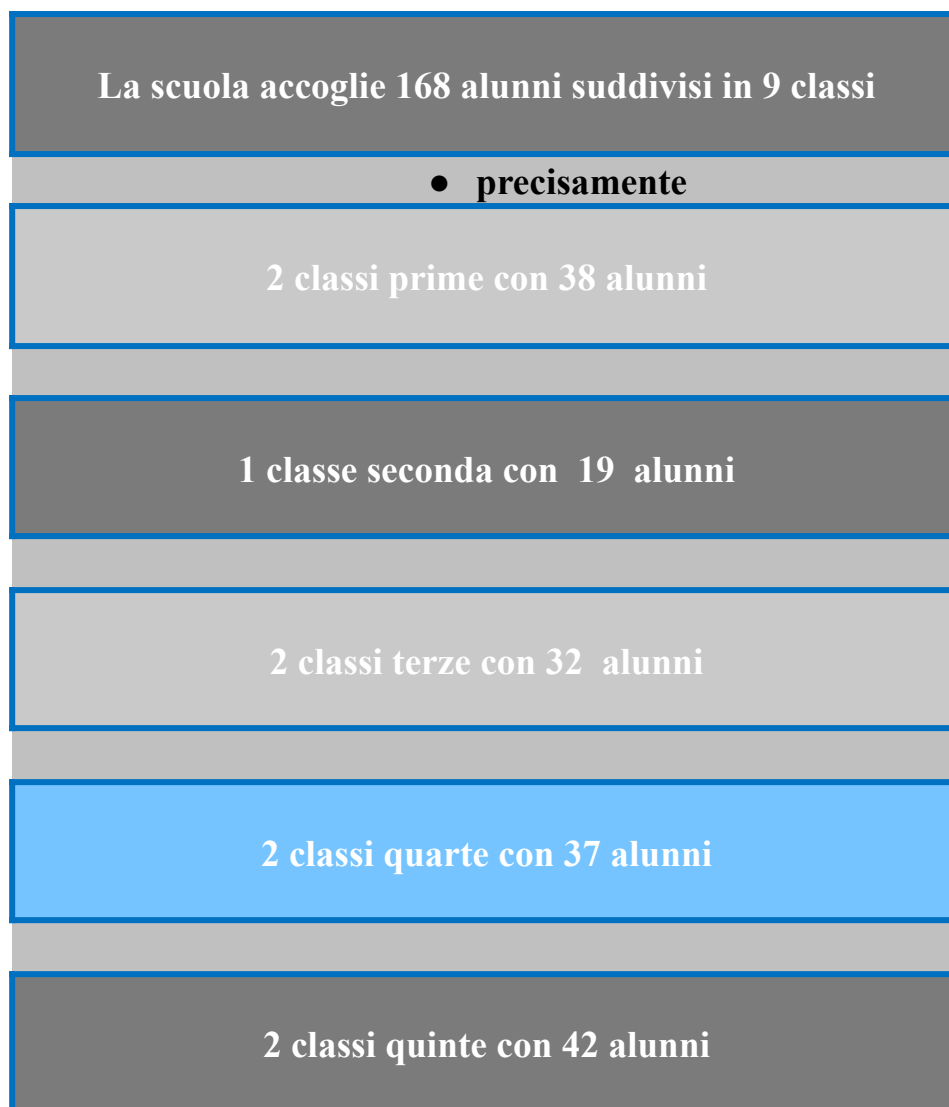 La scuola accoglie 168 alunni suddivisi in 9 classi
● precisamente
2 classi prime con 38 alunni
1 classe seconda con 19 alunni
2 classi terze con 32 alunni
2 classi quarte con 37 alunni
2 classi quinte con 42 alunni